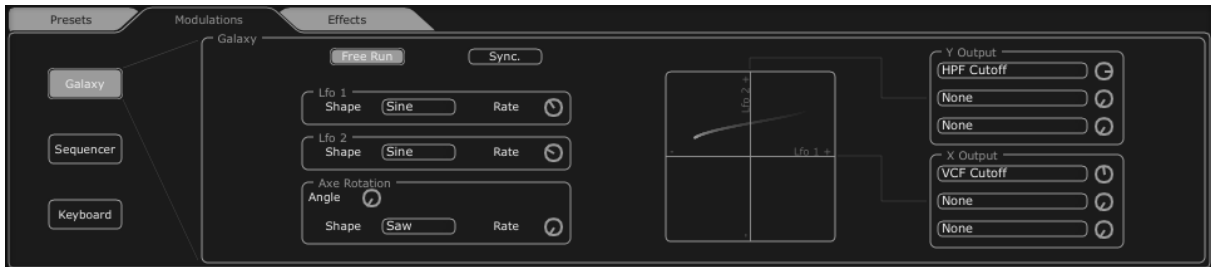 Presets Modulations Effects
Galaxy
Free Run Sync.
Galaxy
Sequencer
Keyboard
Lfo 1
Shape Sine Rate
Lfo 2
Shape Sine Rate
Axe Rotation
Angle
Shape Saw Rate
+
Lfo 2
- Lfo 1 +
-
Y Output
HPF Cutoff
None
None
X Output
VCF Cutoff
None
None